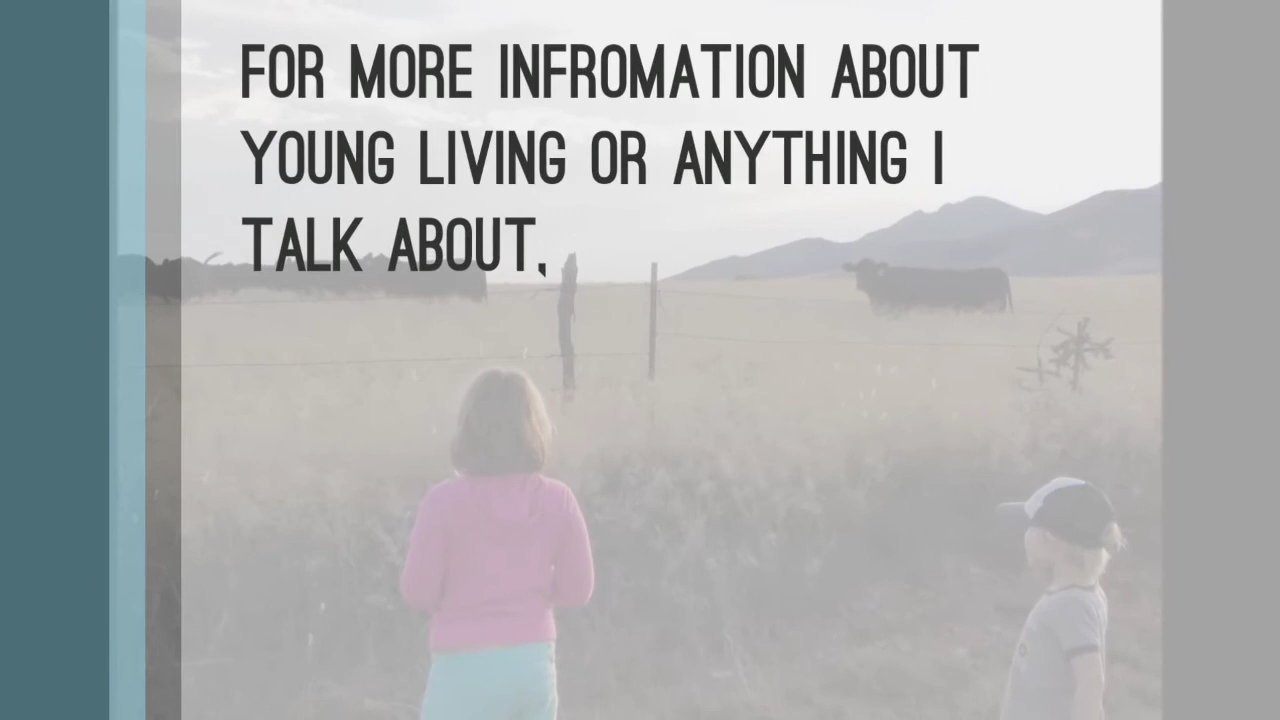 FOR MORE INFROMATION ABOUT
YOUNG LIVING OR ANYTHING I
TALK ABOUT,